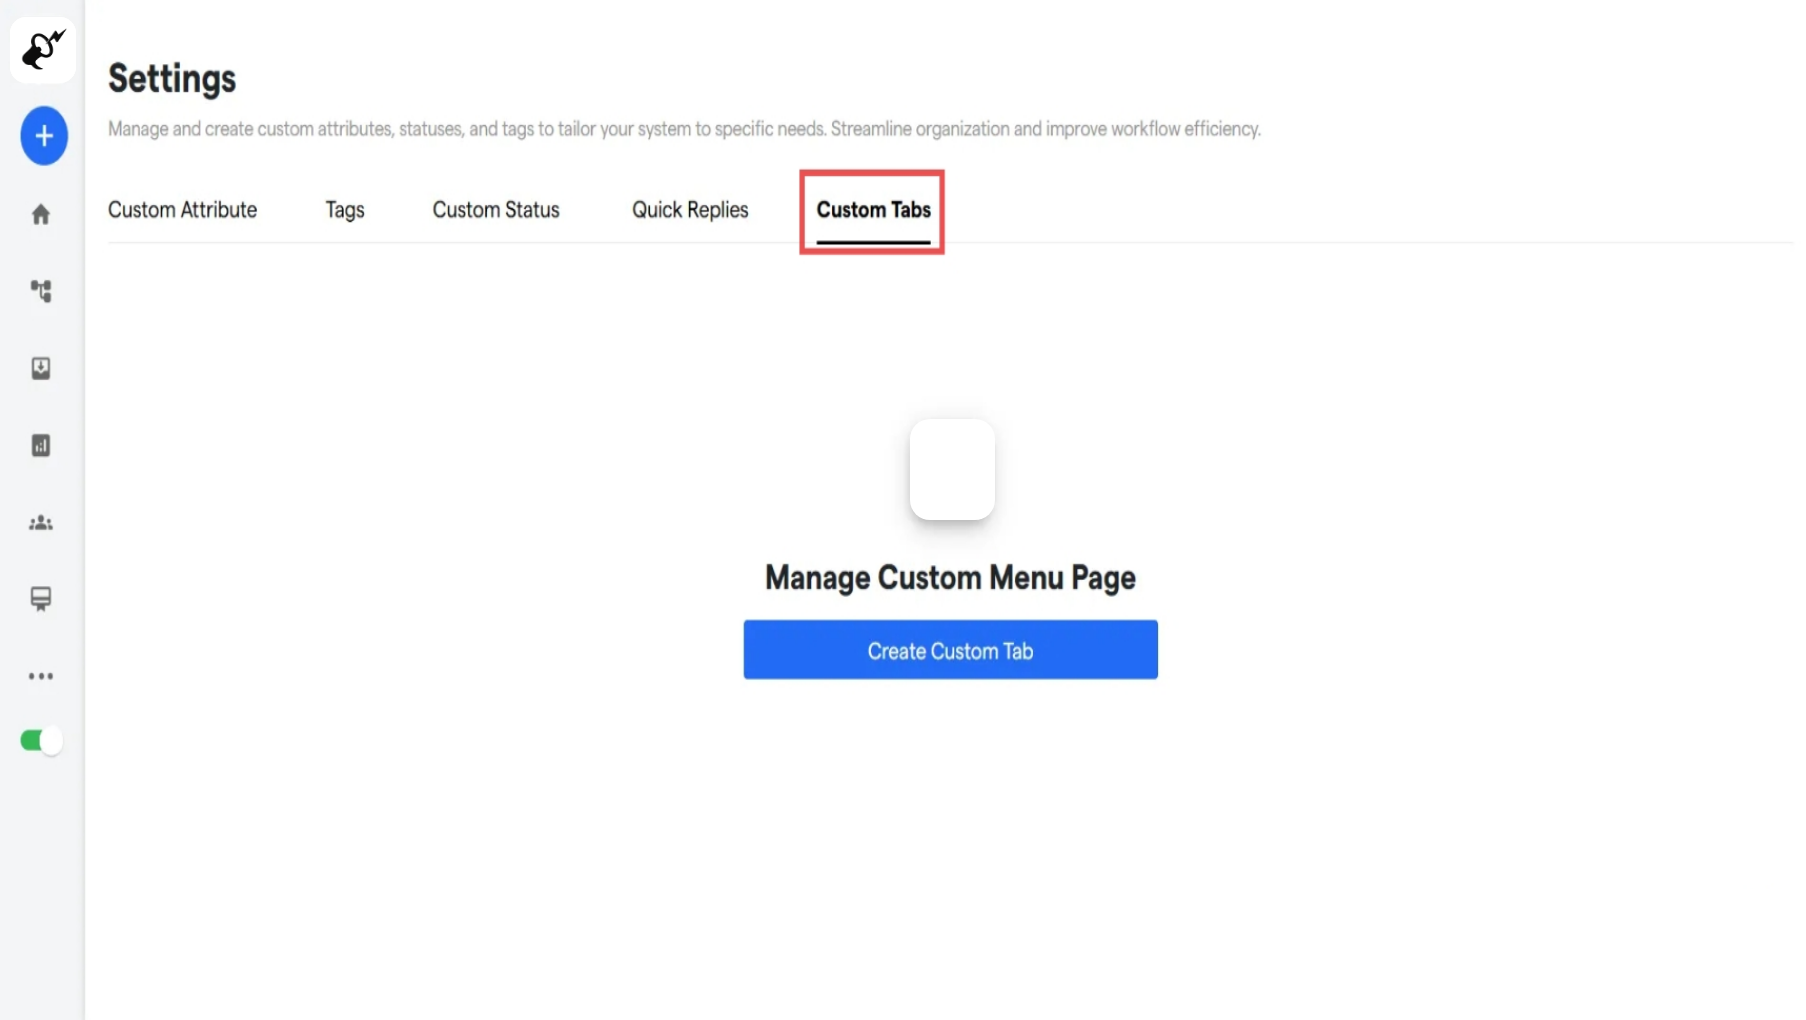 Settings
Manage and create custom attributes, statuses, and tags to tailor your system to specific needs. Streamline organization and improve workflow efficiency.
Custom Attribute Tags Custom Status Quick Replies Custom Tabs
Manage Custom Menu Page
Create Custom Tab